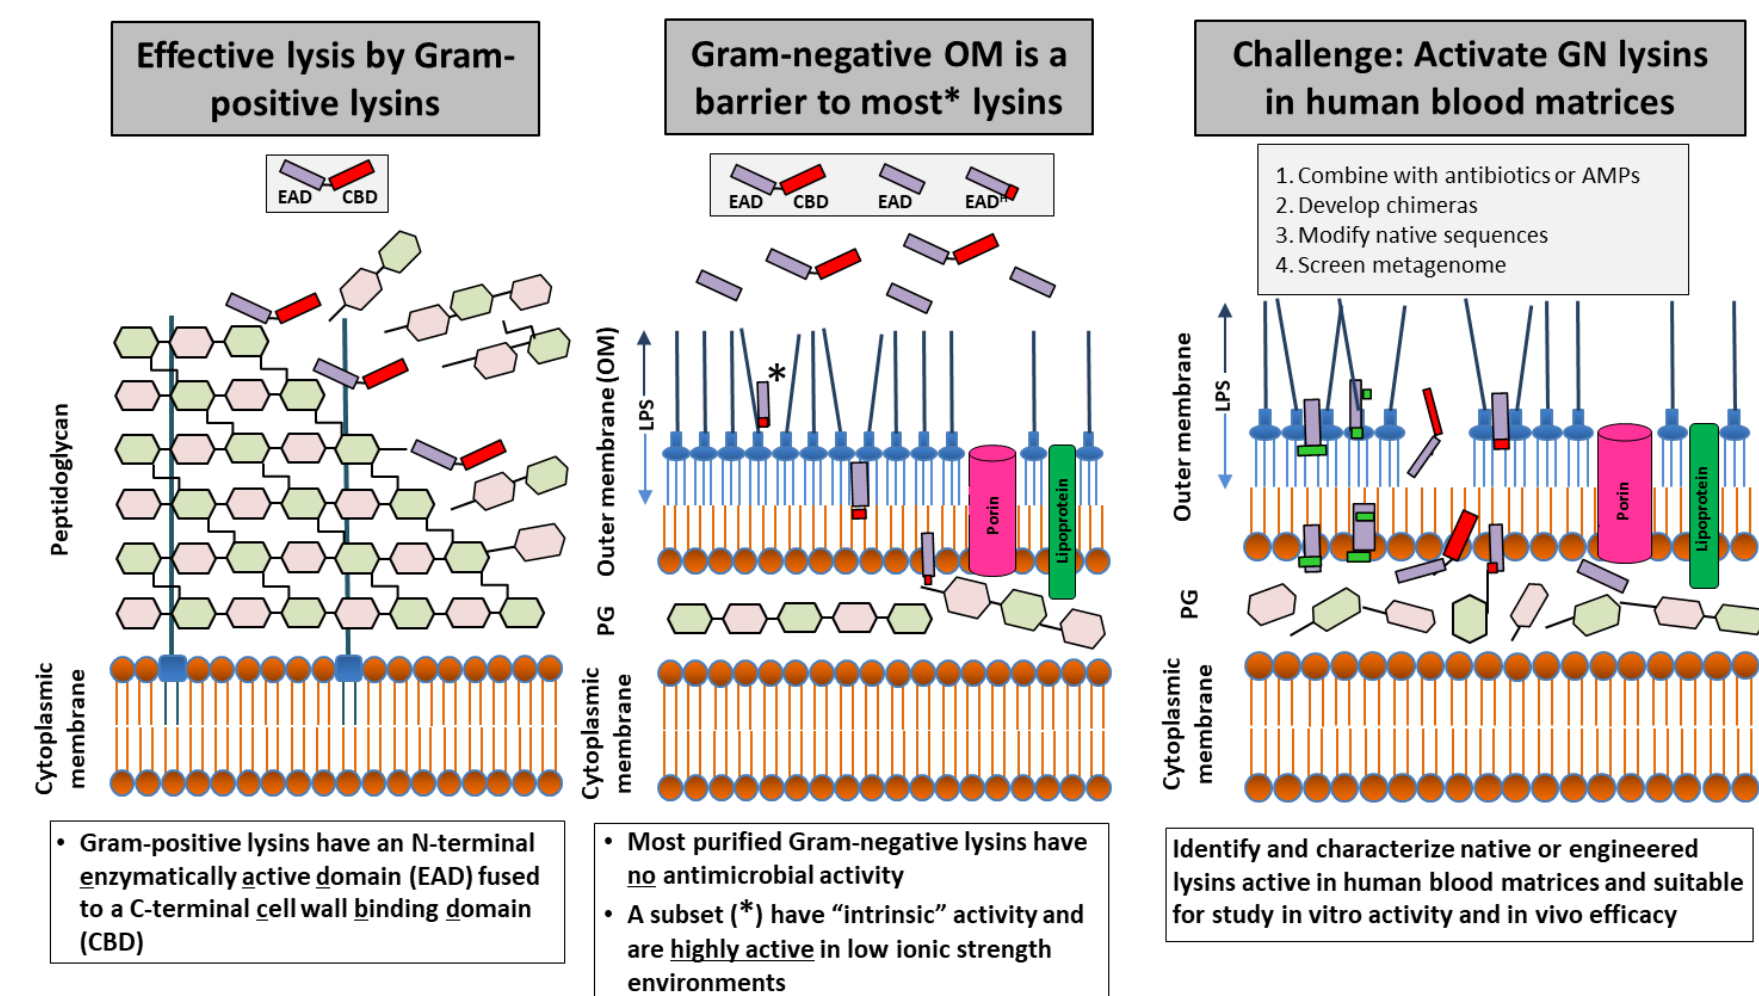 Effective lysis by Gram-
positive lysins
EAD CBD
Peptidoglycan
Cytoplasmic
membrane
• Gram-positive lysins have an N-terminal
enzymatically active domain (EAD) fused
to a C-terminal cell wall binding domain
(CBD)
Gram-negative OM is a
barrier to most* lysins
EAD CBD EAD EADH
*
Outer membrane (OM)
LPS
Porin
Lipoprotein
PG
Cytoplasmic
membrane
• Most purified Gram-negative lysins have
no antimicrobial activity
• A subset (*) have “intrinsic” activity and
are highly active in low ionic strength
environments
Challenge: Activate GN lysins
in human blood matrices
1. Combine with antibiotics or AMPs
2. Develop chimeras
3. Modify native sequences
4. Screen metagenome
Outer membrane
LPS
Porin
Lipoprotein
PG
Cytoplasmic
membrane
Identify and characterize native or engineered
lysins active in human blood matrices and suitable
for study in vitro activity and in vivo efficacy